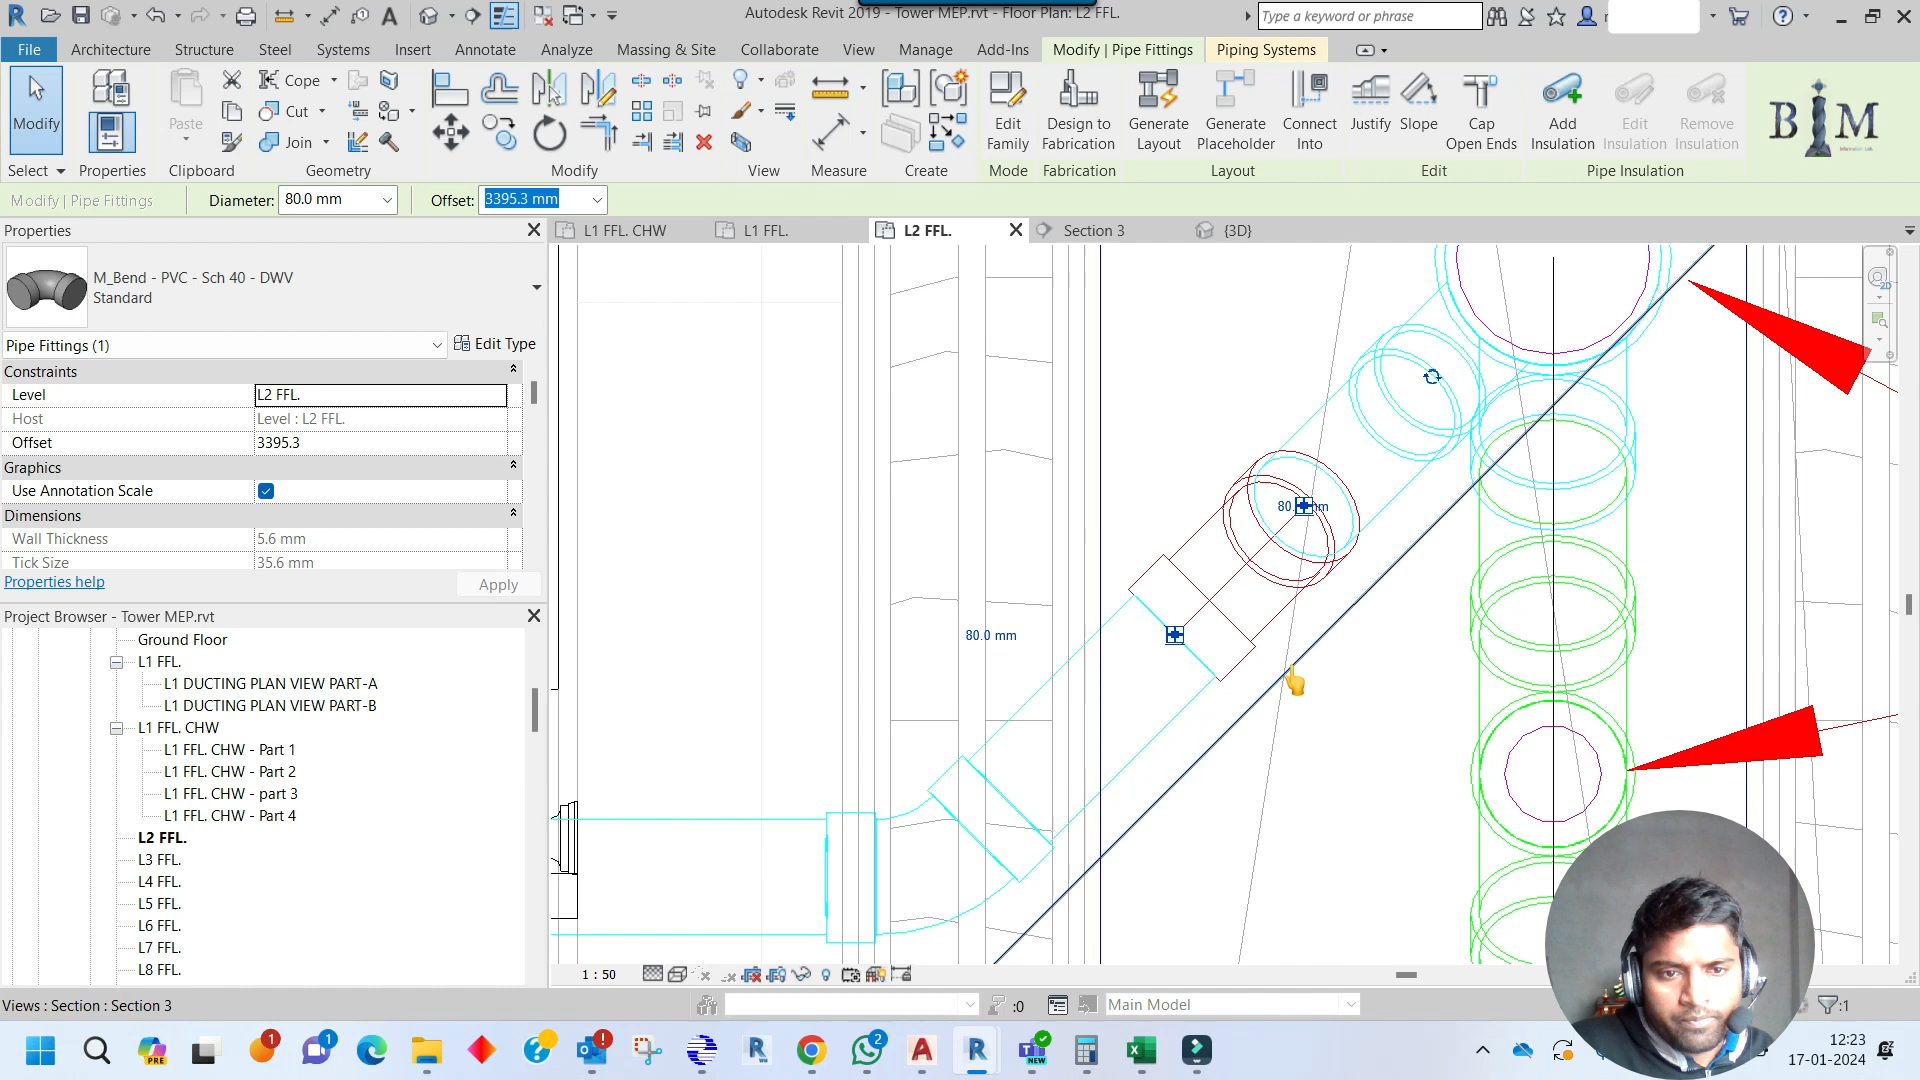 Autodesk Revit 2019 - Tower MEP.rvt - Floor Plan: L2 FFL.
Type a keyword or phrase
File Architecture Structure Steel Systems Insert Annotate Analyze Massing & Site Collaborate View Manage Add-Ins Modify | Pipe Fittings Piping Systems
Modify
Paste
Cope
Cut
Join
Edit Family
Design to Fabrication
Generate Layout
Generate Placeholder
Connect Into
Justify
Slope
Cap Open Ends
Add Insulation
Edit Insulation
Remove Insulation
BIM
Select Properties Clipboard Geometry Modify View Measure Create Mode Fabrication Layout Edit Pipe Insulation
Modify | Pipe Fittings Diameter: 80.0 mm Offset: 3395.3 mm
Properties
L1 FFL. CHW L1 FFL. L2 FFL. Section 3 {3D}
M_Bend - PVC - Sch 40 - DWV
Standard
Pipe Fittings (1) Edit Type
Constraints
Level L2 FFL.
Host Level : L2 FFL.
Offset 3395.3
Graphics
Use Annotation Scale
Dimensions
Wall Thickness 5.6 mm
Tick Size 35.6 mm
Properties help Apply
2D
80. mm
80.0 mm
Project Browser - Tower MEP.rvt
Ground Floor
L1 FFL.
L1 DUCTING PLAN VIEW PART-A
L1 DUCTING PLAN VIEW PART-B
L1 FFL. CHW
L1 FFL. CHW - Part 1
L1 FFL. CHW - Part 2
L1 FFL. CHW - part 3
L1 FFL. CHW - Part 4
L2 FFL.
L3 FFL.
L4 FFL.
L5 FFL.
L6 FFL.
L7 FFL.
L8 FFL.
1 : 50
Views : Section : Section 3 :0 Main Model :1
PRE 1 1 2 NEW
12:23
17-01-2024